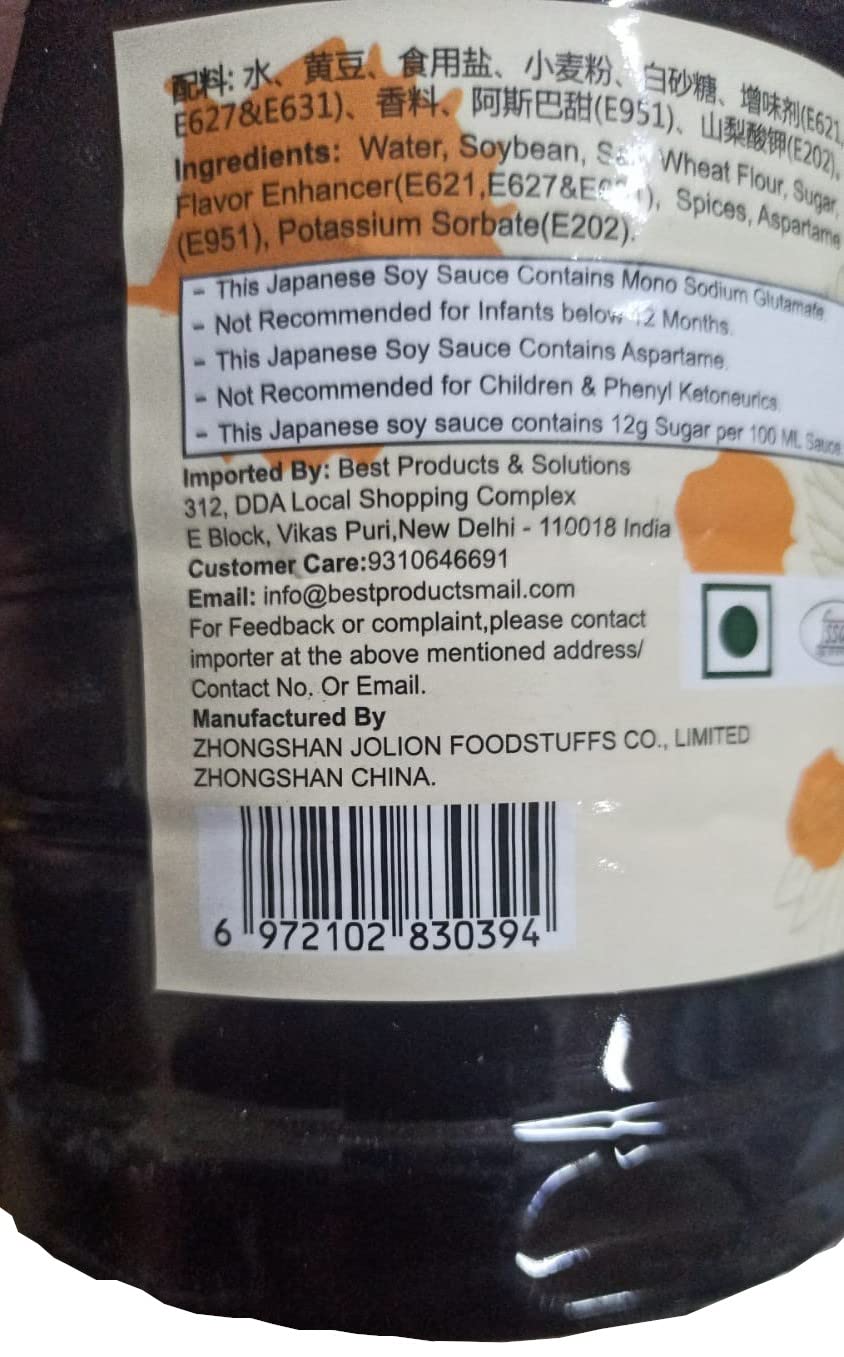 配料: 水、黄豆、食用盐、小麦粉、白砂糖、增味剂(E621,
E627&E631)、香料、阿斯巴甜(E951)、山梨酸钾(E202),
Ingredients: Water, Soybean, Wheat Flour, Sugar,
Flavor Enhancer(E621,E627& Spices, Aspartame
(E951), Potassium Sorbate(E202).
- This Japanese Soy Sauce Contains Mono Sodium Glutamate.
- Not Recommended for Infants below 12 Months.
- This Japanese Soy Sauce Contains Aspartame.
- Not Recommended for Children & Phenyl Ketoneurics.
- This Japanese soy sauce contains 12g Sugar per 100 ML Sauce
Imported By: Best Products & Solutions
312, DDA Local Shopping Complex
E Block, Vikas Puri,New Delhi - 110018 India
Customer Care:9310646691
Email: info@bestproductsmail.com
For Feedback or complaint,please contact
importer at the above mentioned address/
Contact No. Or Email.
Manufactured By
ZHONGSHAN JOLION FOODSTUFFS CO., LIMITED
ZHONGSHAN CHINA.
6 972102 830394